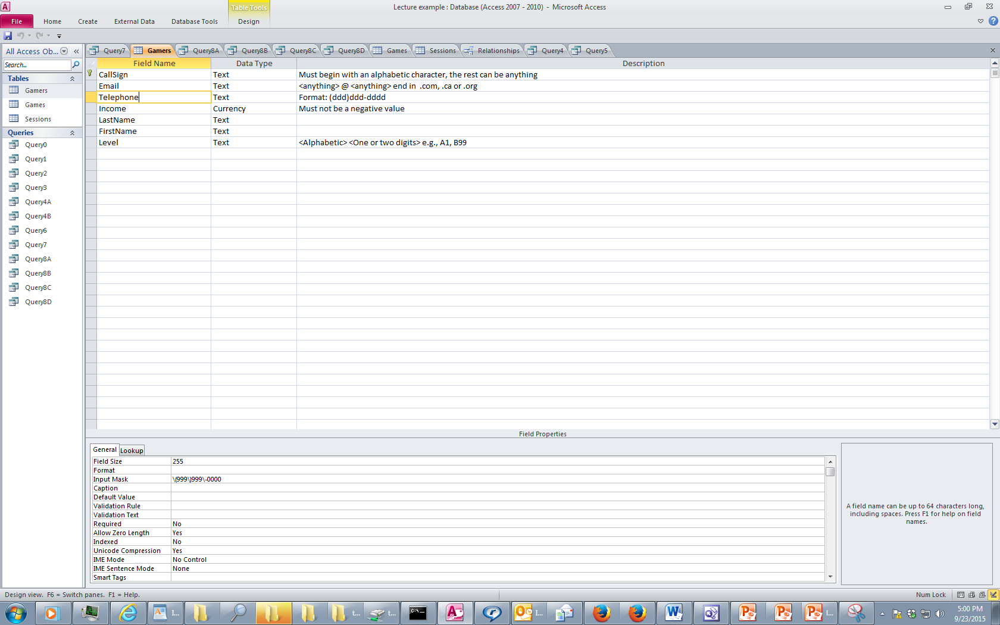 Table Tools
Lecture example : Database (Access 2007 - 2010) - Microsoft Access
File Home Create External Data Database Tools Design
All Access Ob...
Search...
Tables
Gamers
Games
Sessions
Queries
Query0
Query1
Query2
Query3
Query4A
Query4B
Query6
Query7
Query8A
Query8B
Query8C
Query8D
Query7 Gamers Query8A Query8B Query8C Query8D Games Sessions Relationships Query4 Query5
Field Name Data Type Description
CallSign Text Must begin with an alphabetic character, the rest can be anything
Email Text <anything> @ <anything> end in .com, .ca or .org
Telephone Text Format: (ddd)ddd-dddd
Income Currency Must not be a negative value
LastName Text
FirstName Text
Level Text <Alphabetic> <One or two digits> e.g., A1, B99
Field Properties
General Lookup
Field Size 255
Format
Input Mask \(999\)999\-0000
Caption
Default Value
Validation Rule
Validation Text
Required No
Allow Zero Length Yes
Indexed No
Unicode Compression Yes
IME Mode No Control
IME Sentence Mode None
Smart Tags
A field name can be up to 64 characters long,
including spaces. Press F1 for help on field
names.
Design view. F6 = Switch panes. F1 = Help.
Num Lock
I... t... t... C:\ I... I...
5:00 PM
9/23/2015